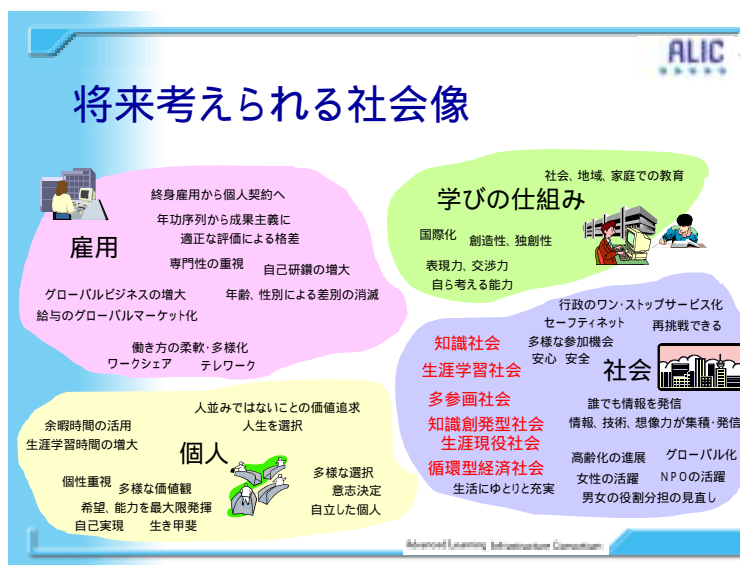 ALIC
将来考えられる社会像
終身雇用から個人契約へ
年功序列から成果主義に
適正な評価による格差
雇用
専門性の重視
自己研鑽の増大
グローバルビジネスの増大
年齢、性別による差別の消滅
給与のグローバルマーケット化
働き方の柔軟・多様化
ワークシェア
テレワーク
社会、地域、家庭での教育
学びの仕組み
国際化
創造性、独創性
表現力、交渉力
自ら考える能力
行政のワン・ストップサービス化
セーフティネット
再挑戦できる
知識社会
多様な参加機会
安心 安全
社会
生涯学習社会
多参画社会
誰でも情報を発信
知識創発型社会
情報、技術、想像力が集積・発信
生涯現役社会
循環型経済社会
高齢化の進展
グローバル化
女性の活躍
NPOの活躍
生活にゆとりと充実
男女の役割分担の見直し
人並みではないことの価値追求
余暇時間の活用
人生を選択
生涯学習時間の増大
個人
個性重視
多様な価値観
多様な選択
意志決定
希望、能力を最大限発揮
自立した個人
自己実現
生き甲斐
Advanced Learning Infrastructure Consortium